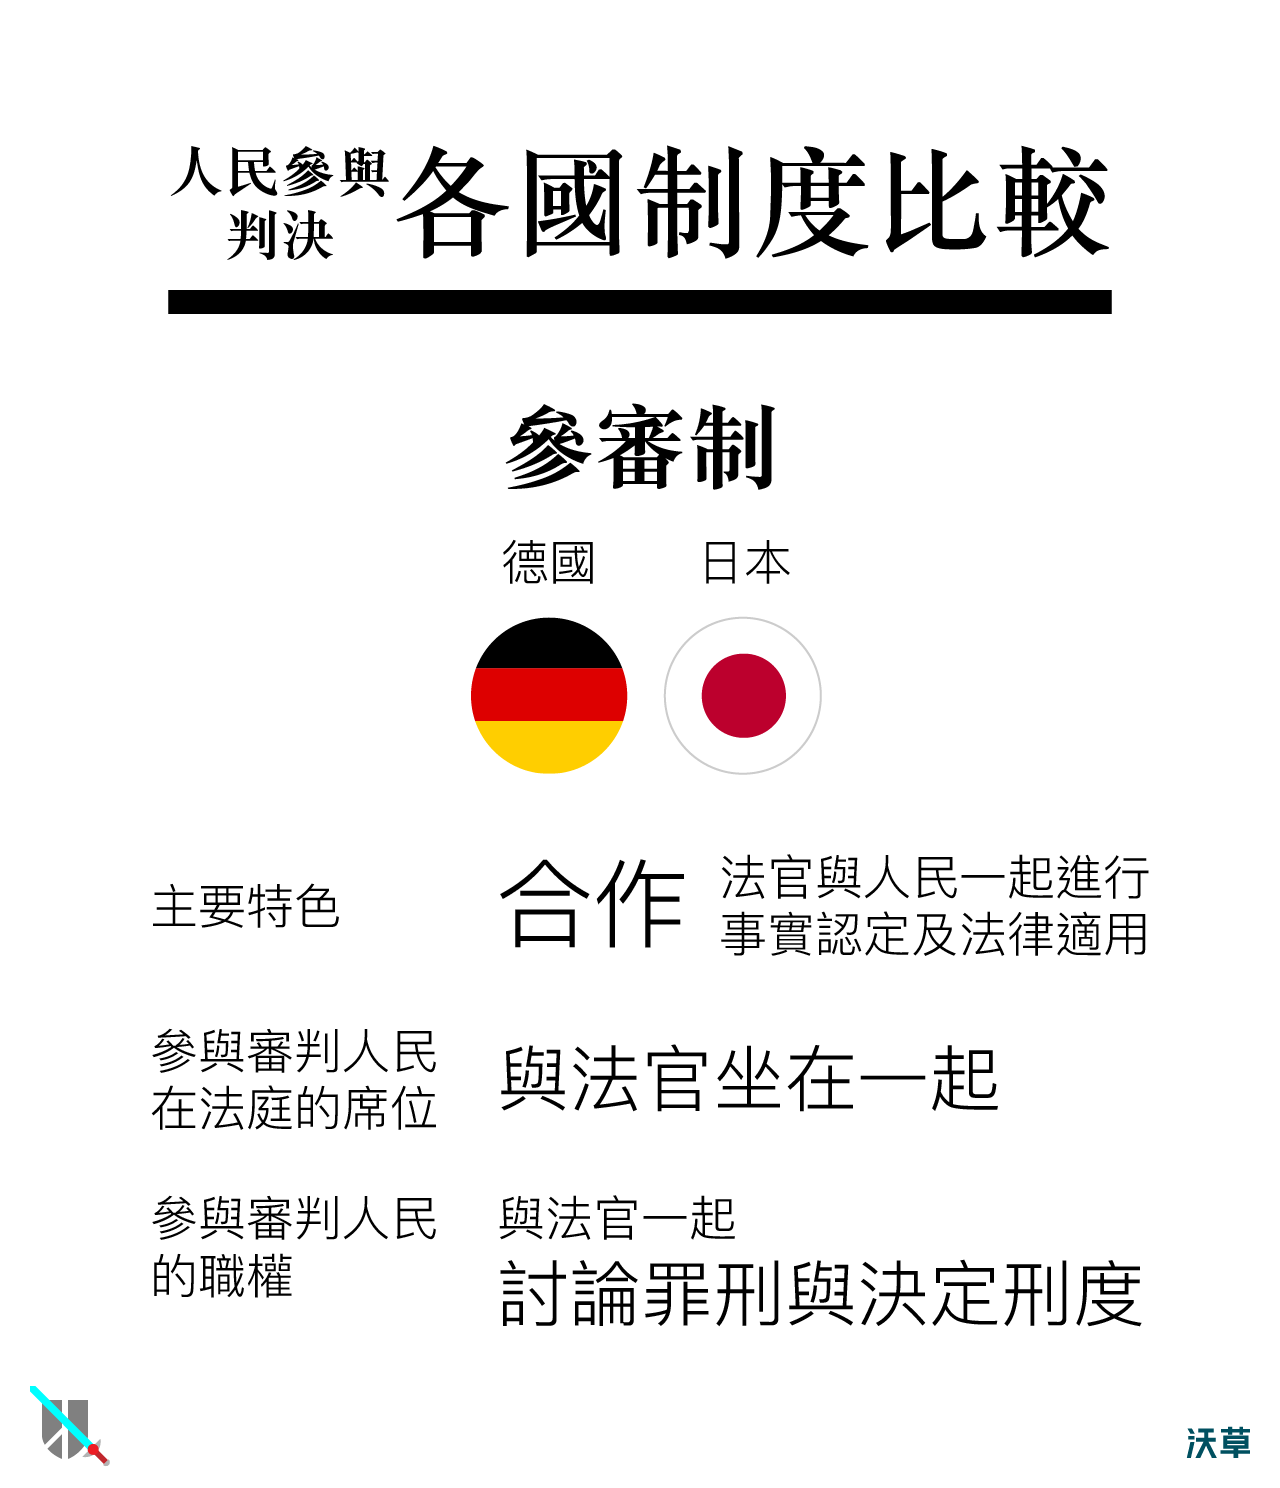 人民參與
判決
各國制度比較
參審制
德國 日本
主要特色
合作
法官與人民一起進行
事實認定及法律適用
參與審判人民
在法庭的席位
與法官坐在一起
參與審判人民
的職權
與法官一起
討論罪刑與決定刑度
沃草